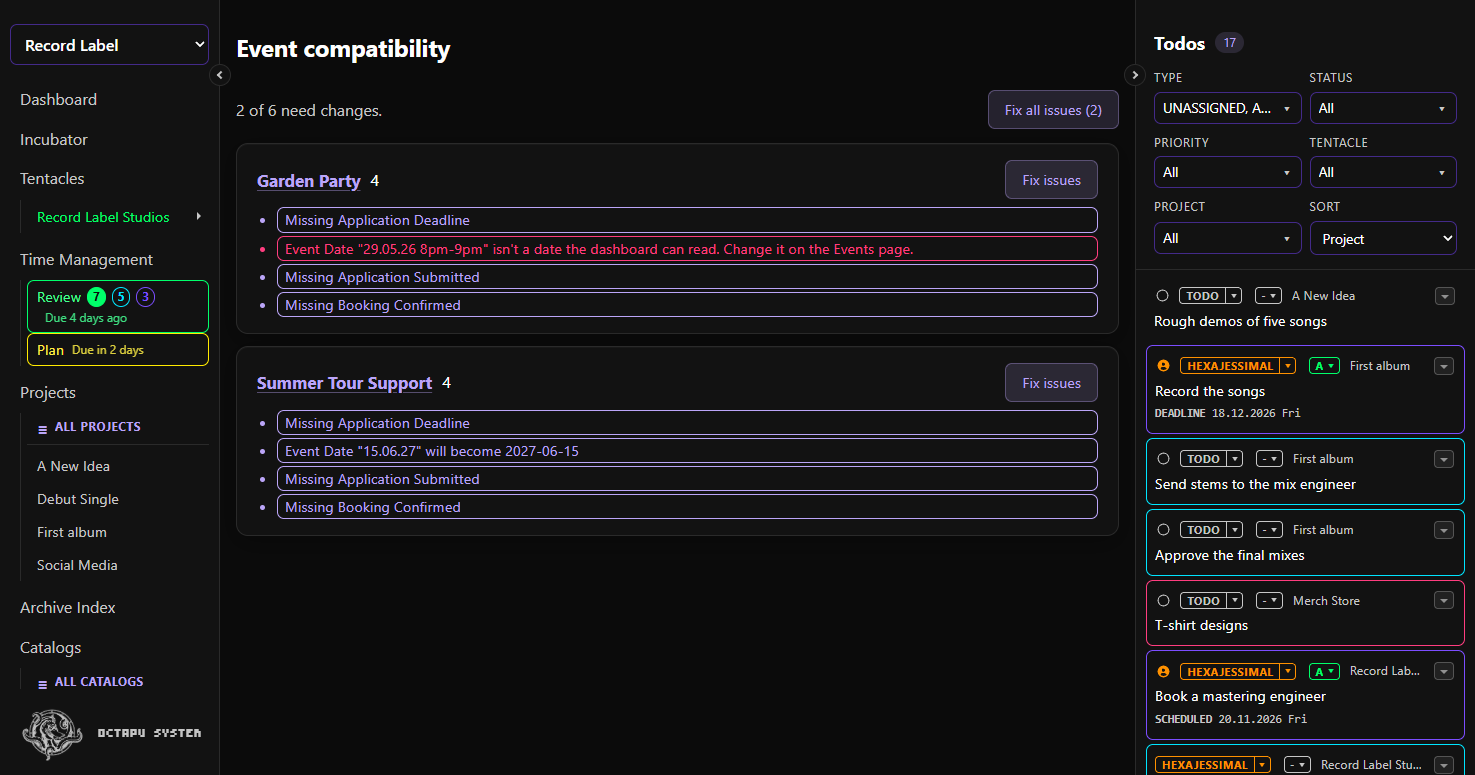 Record Label
Dashboard
Incubator
Tentacles
Record Label Studios
Time Management
Review 7 5 3
Due 4 days ago
Plan Due in 2 days
Projects
ALL PROJECTS
A New Idea
Debut Single
First album
Social Media
Archive Index
Catalogs
ALL CATALOGS
OCTAPU SYSTEM
Event compatibility
2 of 6 need changes.
Fix all issues (2)
Garden Party 4
Fix issues
Missing Application Deadline
Event Date "29.05.26 8pm-9pm" isn't a date the dashboard can read. Change it on the Events page.
Missing Application Submitted
Missing Booking Confirmed
Summer Tour Support 4
Fix issues
Missing Application Deadline
Event Date "15.06.27" will become 2027-06-15
Missing Application Submitted
Missing Booking Confirmed
Todos 17
TYPE STATUS
UNASSIGNED, A... All
PRIORITY TENTACLE
All All
PROJECT SORT
All Project
TODO - A New Idea
Rough demos of five songs
HEXAJESSIMAL A First album
Record the songs
DEADLINE 18.12.2026 Fri
TODO - First album
Send stems to the mix engineer
TODO - First album
Approve the final mixes
TODO - Merch Store
T-shirt designs
HEXAJESSIMAL A Record Lab...
Book a mastering engineer
SCHEDULED 20.11.2026 Fri
HEXAJESSIMAL - Record Label Stu...